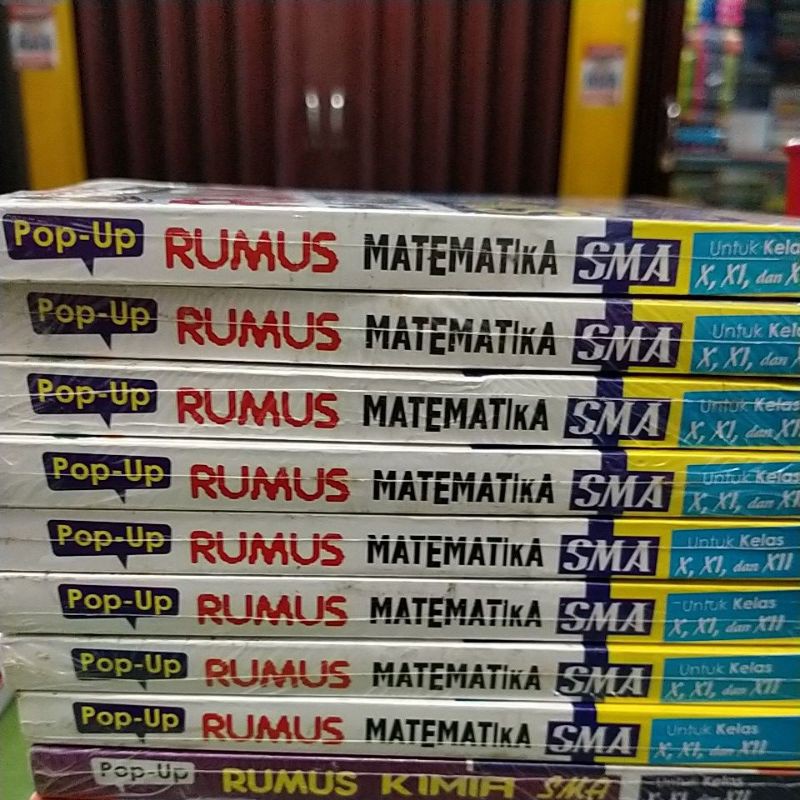 Pop-Up RUMUS MATEMATIKA SMA Untuk Kelas X, XI, dan
Pop-Up RUMUS MATEMATIKA SMA Untuk Kelas X, XI, dan
Pop-Up RUMUS MATEMATIKA SMA Untuk Kelas X, XI, dan XII
Pop-Up RUMUS MATEMATIKA SMA Untuk Kelas X, XI, dan XII
Pop-Up RUMUS MATEMATIKA SMA Untuk Kelas X, XI, dan XII
Pop-Up RUMUS MATEMATIKA SMA Untuk Kelas X, XI, dan XII
Pop-Up RUMUS MATEMATIKA SMA Untuk Kelas X, XI, dan XII
Pop-Up RUMUS MATEMATIKA SMA Untuk Kelas X, XI, dan XII
Pop-Up RUMUS KIMIA SMA Untuk Kelas